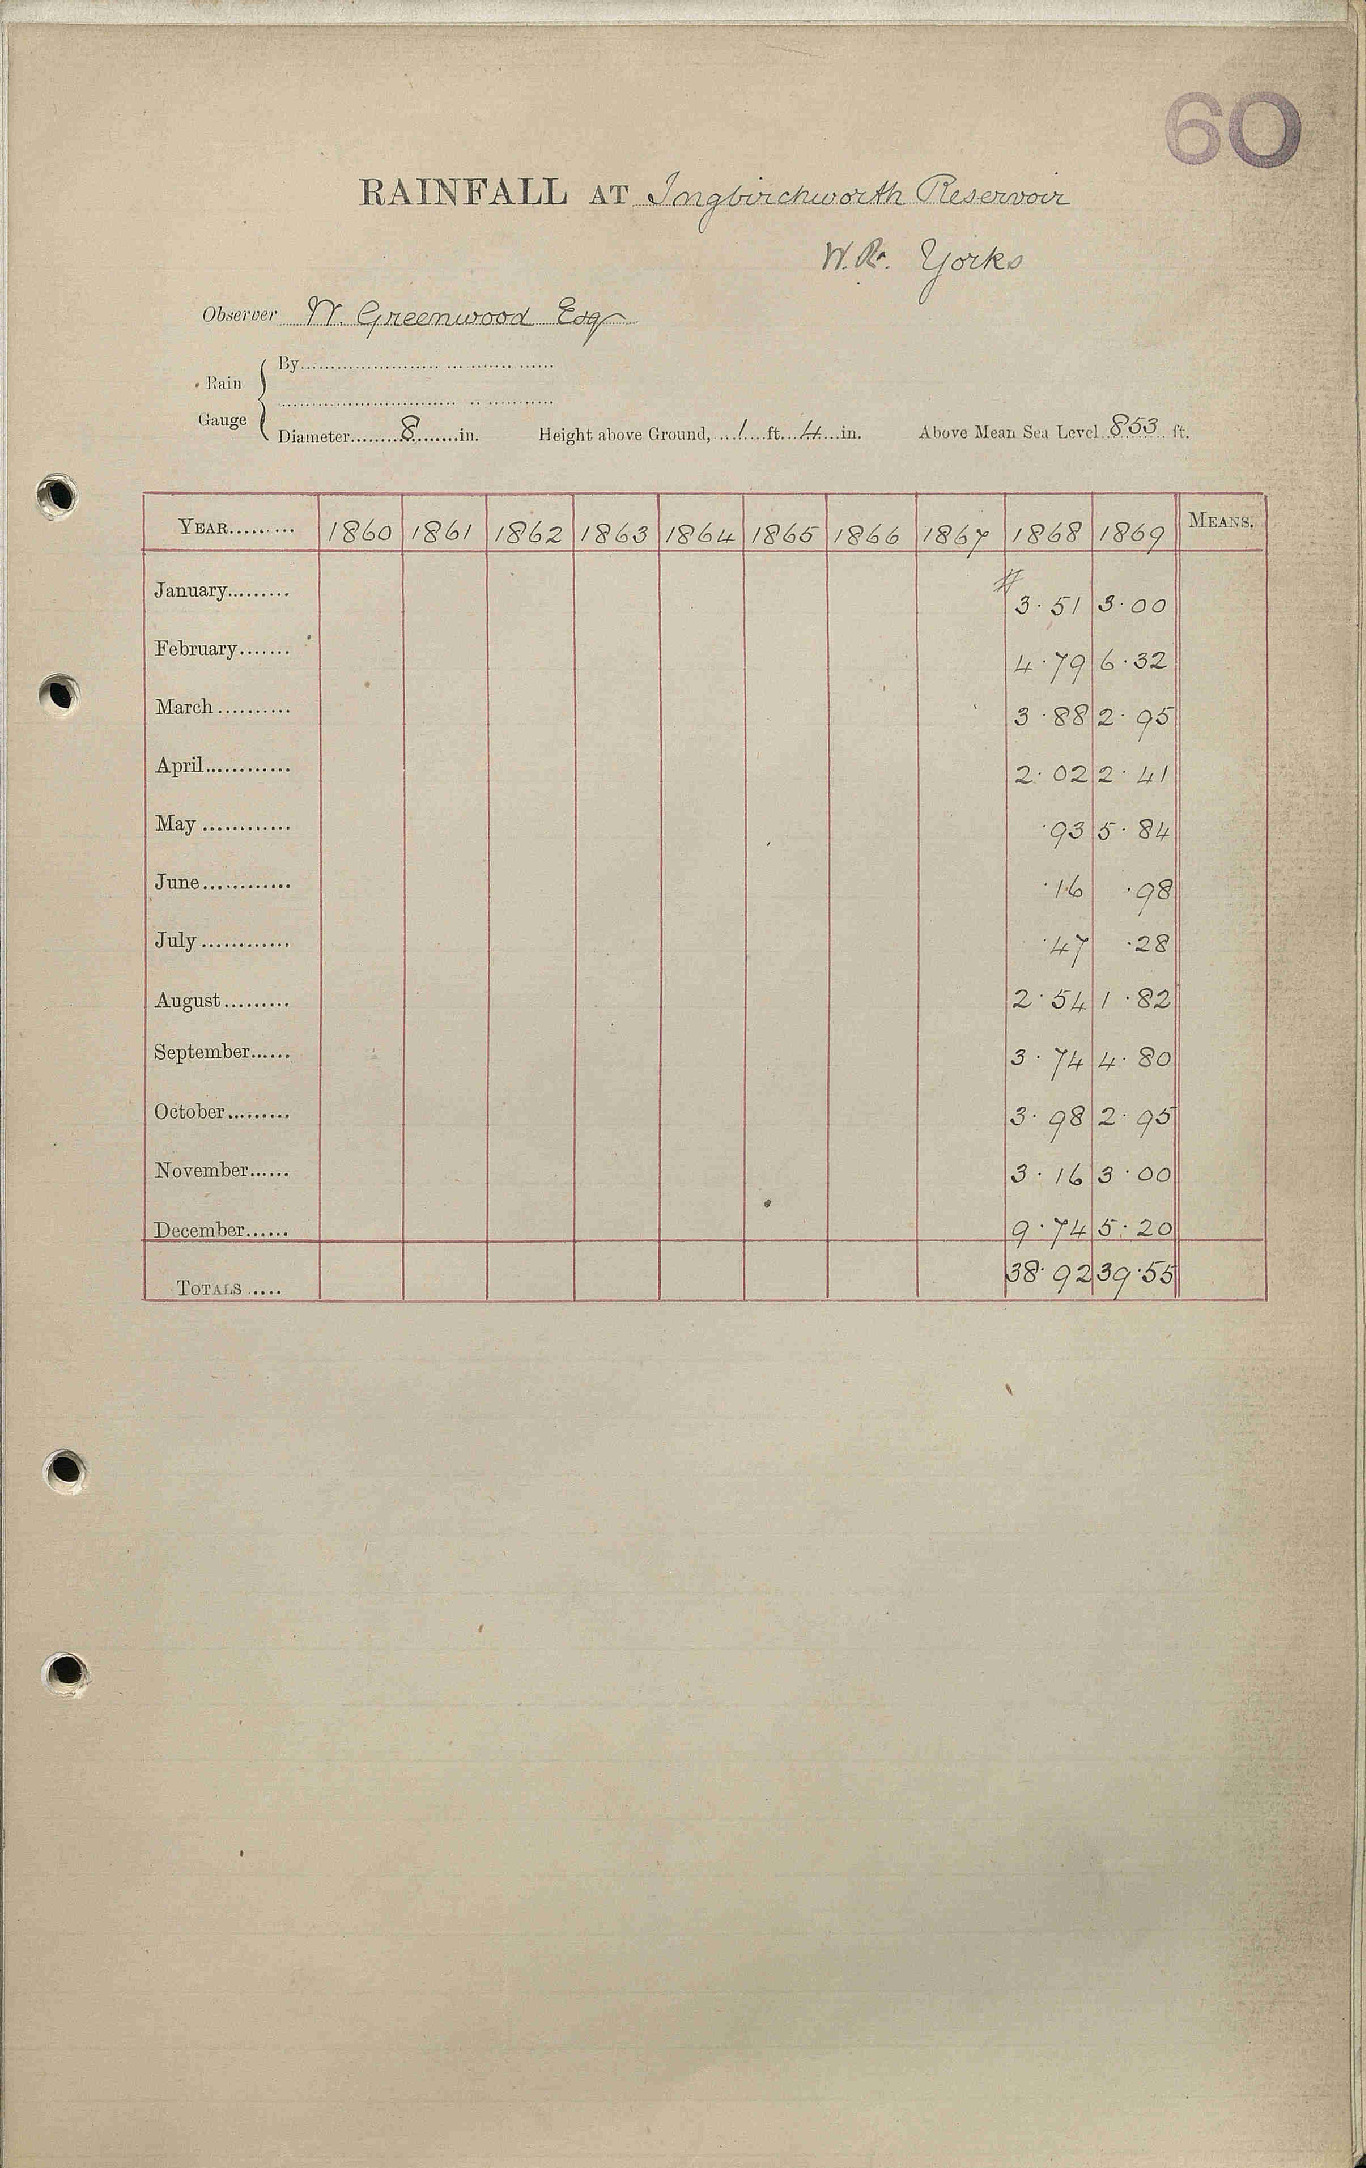 60
RAINFALL AT Ingbirchworth Reservoir
W.R. Yorks
Observer W. Greenwood Esq
Rain Gauge { By
Diameter 8 in. Height above Ground, 1 ft. 4 in. Above Mean Sea Level 853 ft.
YEAR 1860 1861 1862 1863 1864 1865 1866 1867 1868 1869 MEANS.
January # 3.51 3.00
February 4.79 6.32
March 3.88 2.95
April 2.02 2.41
May .93 5.84
June .16 .98
July .47 .28
August 2.54 1.82
September 3.74 4.80
October 3.98 2.95
November 3.16 3.00
December 9.74 5.20
TOTALS 38.92 39.55